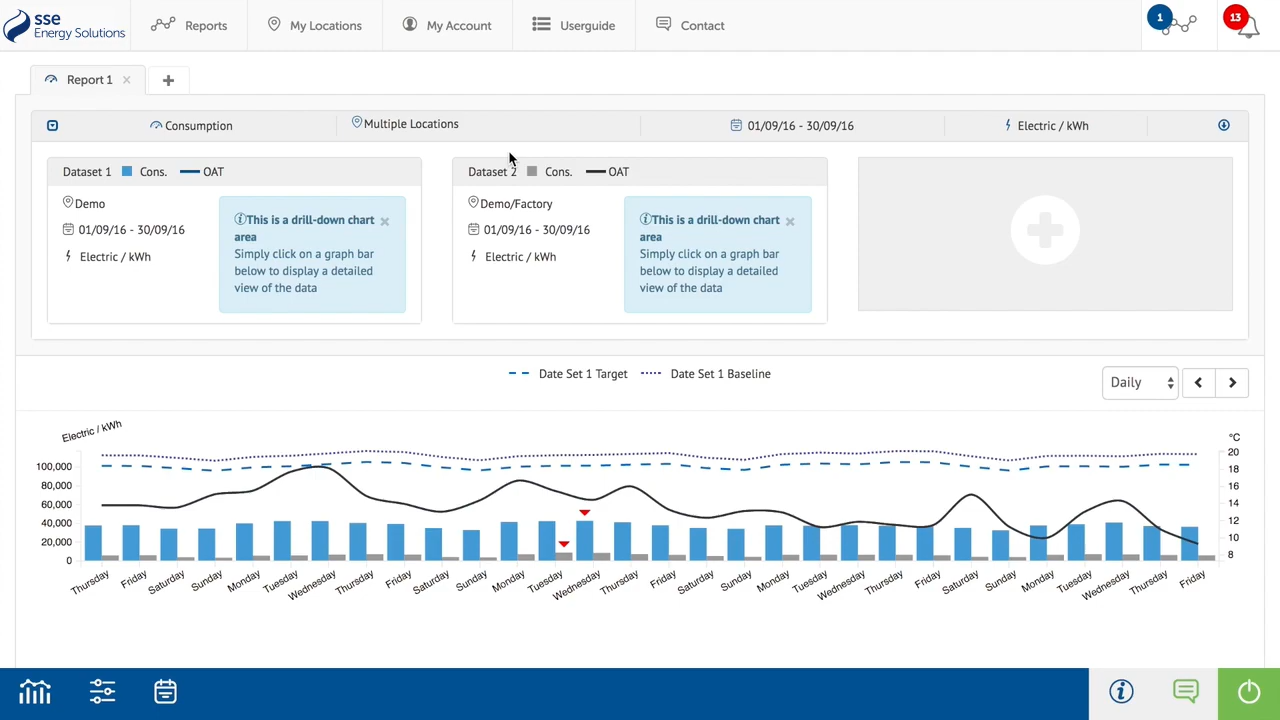 sse
Energy Solutions
Reports
My Locations
My Account
Userguide
Contact
1
13
Report 1
Consumption
Multiple Locations
01/09/16 - 30/09/16
Electric / kWh
Dataset 1 Cons. OAT
Demo
01/09/16 - 30/09/16
Electric / kWh
This is a drill-down chart
area
Simply click on a graph bar
below to display a detailed
view of the data
Dataset 2 Cons. OAT
Demo/Factory
01/09/16 - 30/09/16
Electric / kWh
This is a drill-down chart
area
Simply click on a graph bar
below to display a detailed
view of the data
Date Set 1 Target
Date Set 1 Baseline
Daily
Electric / kWh
100,000
80,000
60,000
40,000
20,000
0
°C
20
18
16
14
12
10
8
Thursday
Friday
Saturday
Sunday
Monday
Tuesday
Wednesday
Thursday
Friday
Saturday
Sunday
Monday
Tuesday
Wednesday
Thursday
Friday
Saturday
Sunday
Monday
Tuesday
Wednesday
Thursday
Friday
Saturday
Sunday
Monday
Tuesday
Wednesday
Thursday
Friday